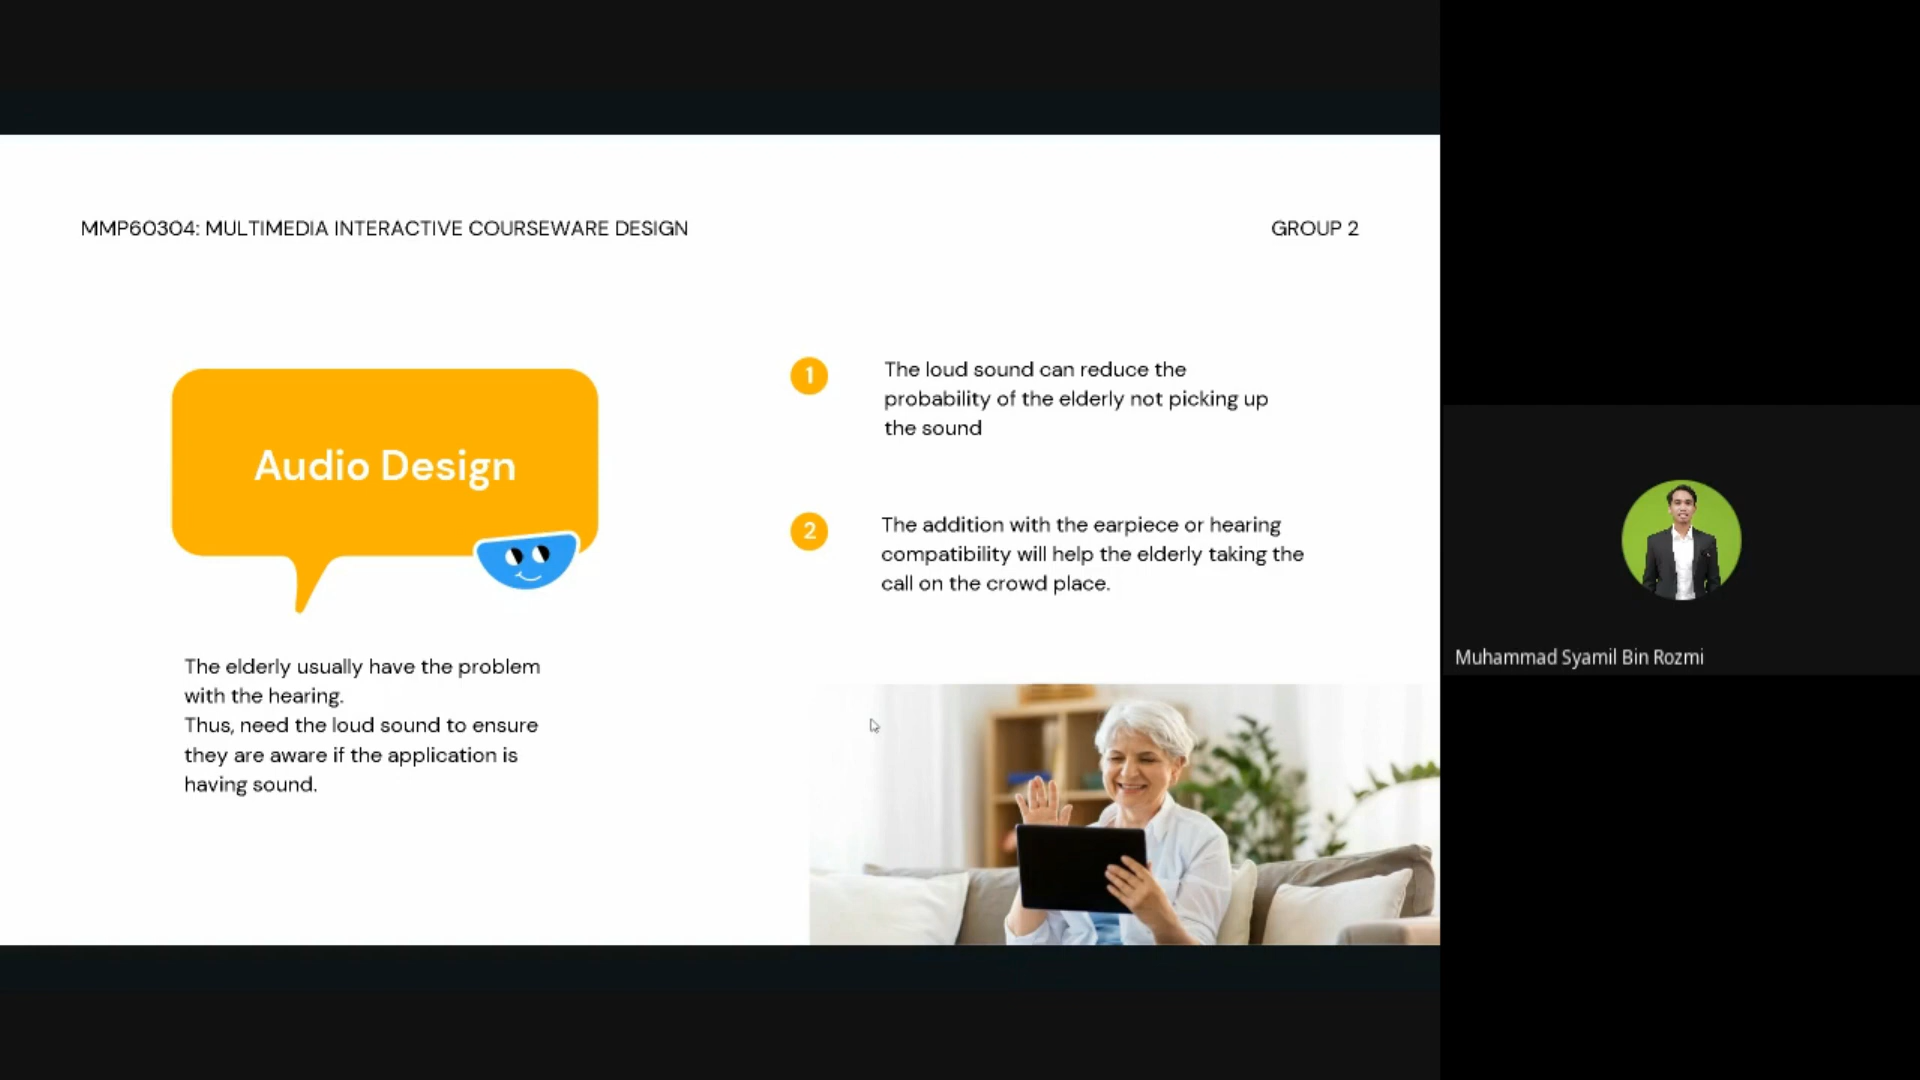 MMP60304: MULTIMEDIA INTERACTIVE COURSEWARE DESIGN
GROUP 2
Audio Design
The elderly usually have the problem
with the hearing.
Thus, need the loud sound to ensure
they are aware if the application is
having sound.
1
The loud sound can reduce the
probability of the elderly not picking up
the sound
2
The addition with the earpiece or hearing
compatibility will help the elderly taking the
call on the crowd place.
Muhammad Syamil Bin Rozmi